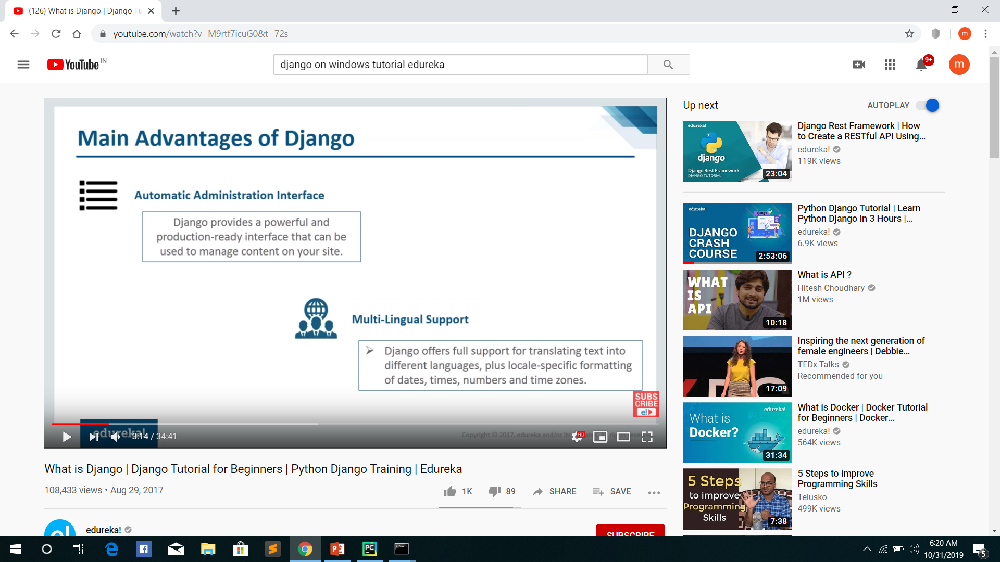 (126) What is Django | Django Tu
youtube.com/watch?v=M9rtf7icuG0&t=72s
m
YouTube IN
django on windows tutorial edureka
9+
m
Main Advantages of Django
Automatic Administration Interface
Django provides a powerful and
production-ready interface that can be
used to manage content on your site.
Multi-Lingual Support
Django offers full support for translating text into
different languages, plus locale-specific formatting
of dates, times, numbers and time zones.
SUBS
CRIBE
e!
edureka!
3:14 / 34:41
Copyright © 2017, edureka and/or its
HD
What is Django | Django Tutorial for Beginners | Python Django Training | Edureka
108,433 views • Aug 29, 2017
1K
89
SHARE
SAVE
edureka!
SUBSCRIBE
Up next
AUTOPLAY
edureka!
django
Django Rest Framework
DJANGO TUTORIAL
23:04
Django Rest Framework | How
to Create a RESTful API Using...
edureka!
119K views
edureka!
django
DJANGO
CRASH
COURSE
2:53:06
Python Django Tutorial | Learn
Python Django In 3 Hours |...
edureka!
6.9K views
WHAT
IS
API
10:18
What is API ?
Hitesh Choudhary
1M views
17:09
Inspiring the next generation of
female engineers | Debbie...
TEDx Talks
Recommended for you
edureka!
What is
Docker?
31:34
What is Docker | Docker Tutorial
for Beginners | Docker...
edureka!
564K views
5 Steps
to improve
Programming
Skills
7:38
5 Steps to improve
Programming Skills
Telusko
499K views
PC
6:20 AM
10/31/2019
5